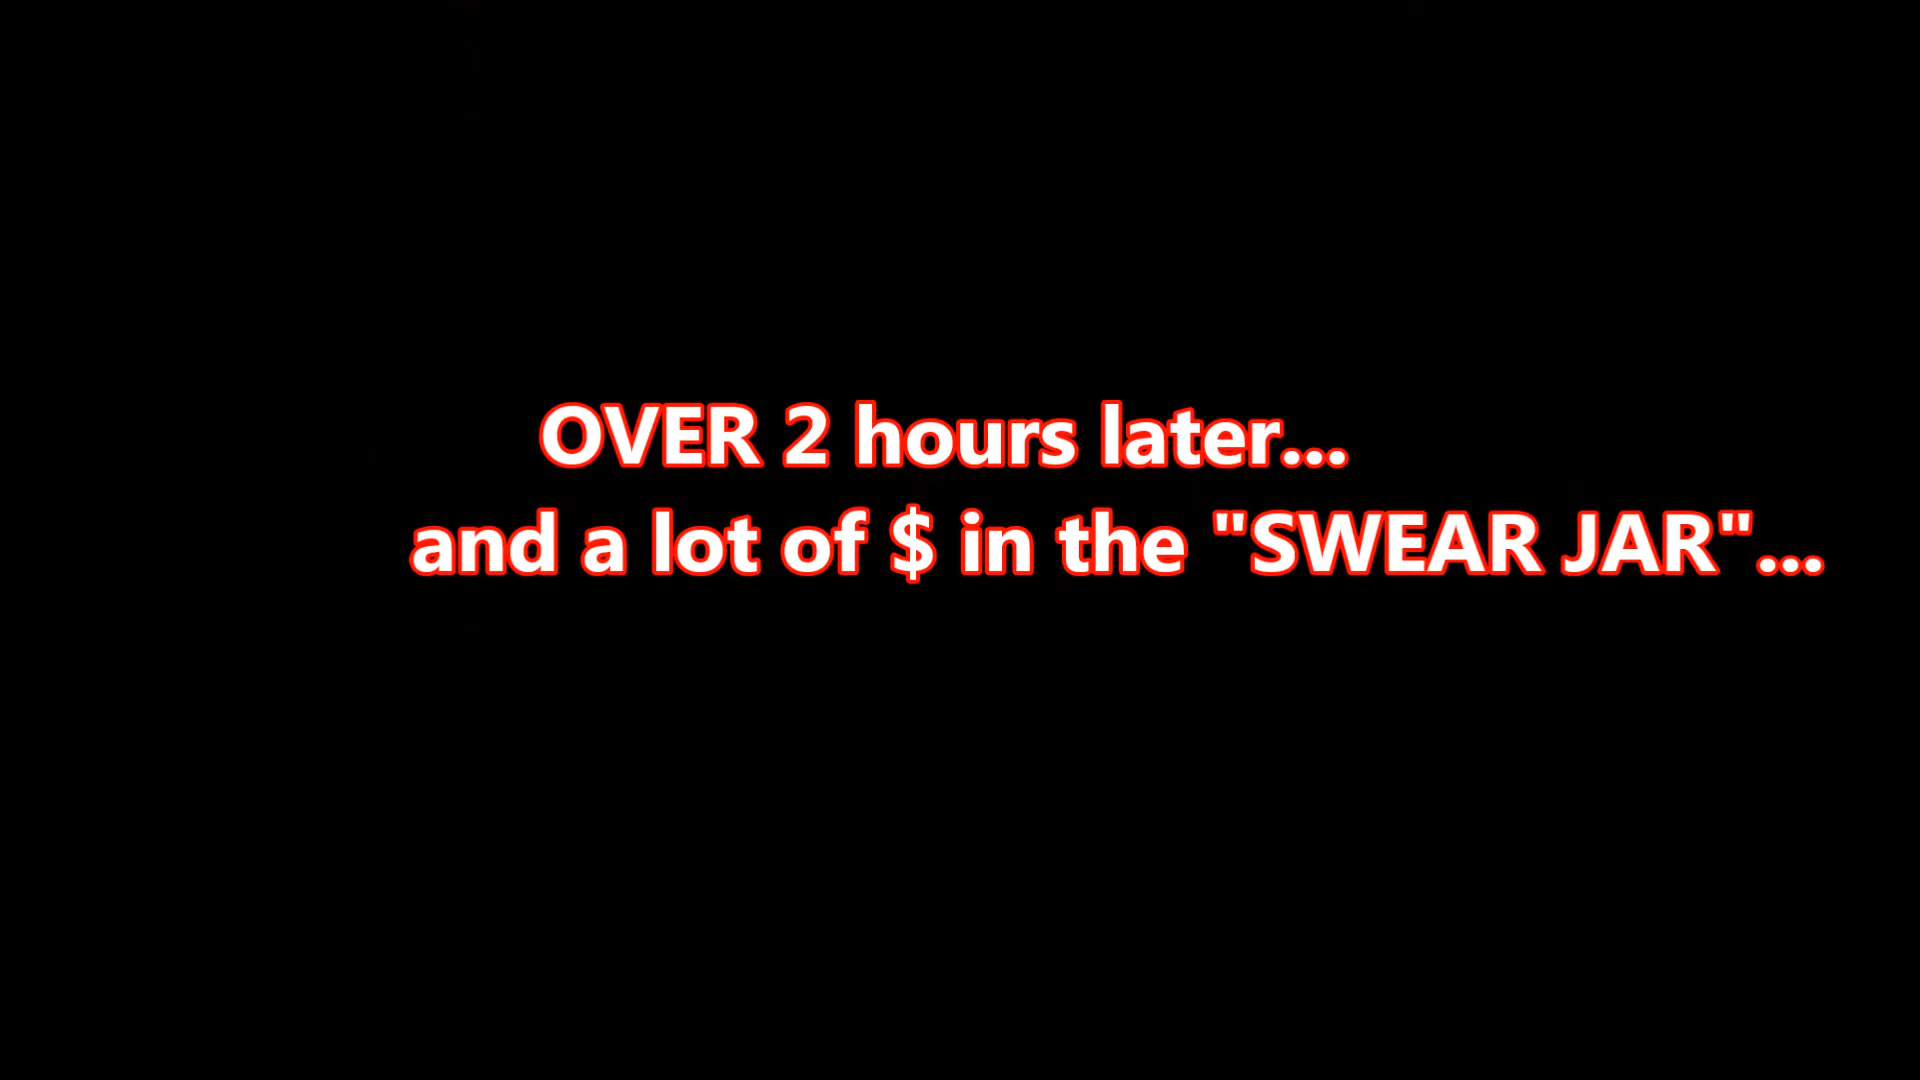 OVER 2 hours later...
and a lot of $ in the "SWEAR JAR"...